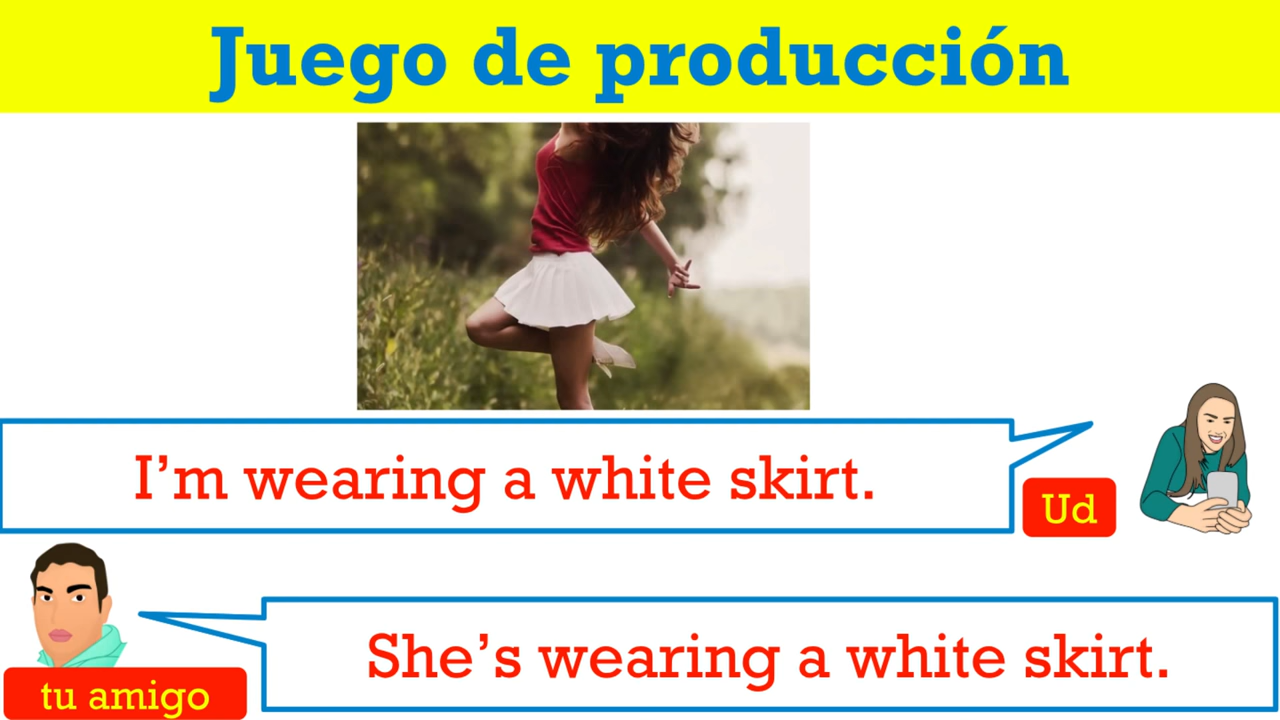 Juego de producción
I’m wearing a white skirt.
Ud
She’s wearing a white skirt.
tu amigo